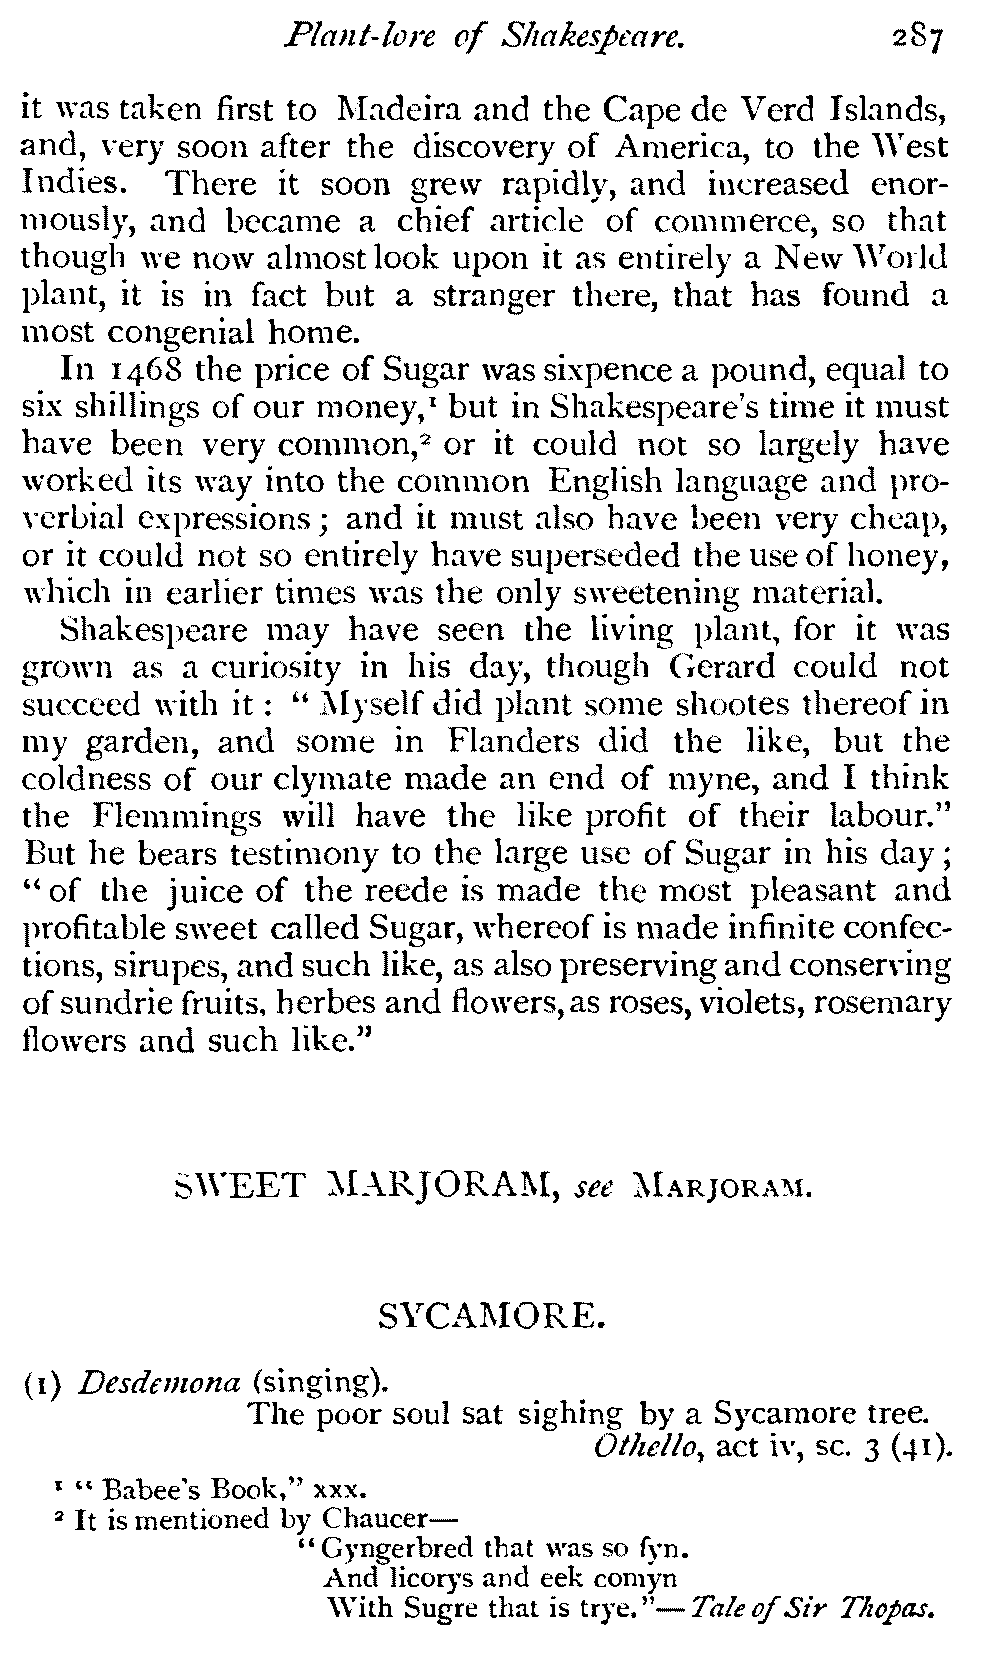 Plant-lore of Shakespeare. 287
it was taken first to Madeira and the Cape de Verd Islands,
and, very soon after the discovery of America, to the West
Indies. There it soon grew rapidly, and increased enor-
mously, and became a chief article of commerce, so that
though we now almost look upon it as entirely a New World
plant, it is in fact but a stranger there, that has found a
most congenial home.
In 1468 the price of Sugar was sixpence a pound, equal to
six shillings of our money,¹ but in Shakespeare's time it must
have been very common,² or it could not so largely have
worked its way into the common English language and pro-
verbial expressions; and it must also have been very cheap,
or it could not so entirely have superseded the use of honey,
which in earlier times was the only sweetening material.
Shakespeare may have seen the living plant, for it was
grown as a curiosity in his day, though Gerard could not
succeed with it: "Myself did plant some shootes thereof in
my garden, and some in Flanders did the like, but the
coldness of our clymate made an end of myne, and I think
the Flemmings will have the like profit of their labour."
But he bears testimony to the large use of Sugar in his day;
"of the juice of the reede is made the most pleasant and
profitable sweet called Sugar, whereof is made infinite confec-
tions, sirupes, and such like, as also preserving and conserving
of sundrie fruits, herbes and flowers, as roses, violets, rosemary
flowers and such like."
SWEET MARJORAM, see MARJORAM.
SYCAMORE.
(1) Desdemona (singing).
The poor soul sat sighing by a Sycamore tree.
Othello, act iv, sc. 3 (41).
¹ "Babee's Book," xxx.
² It is mentioned by Chaucer—
"Gyngerbred that was so fyn.
And licorys and eek comyn
With Sugre that is trye."—Tale of Sir Thopas.